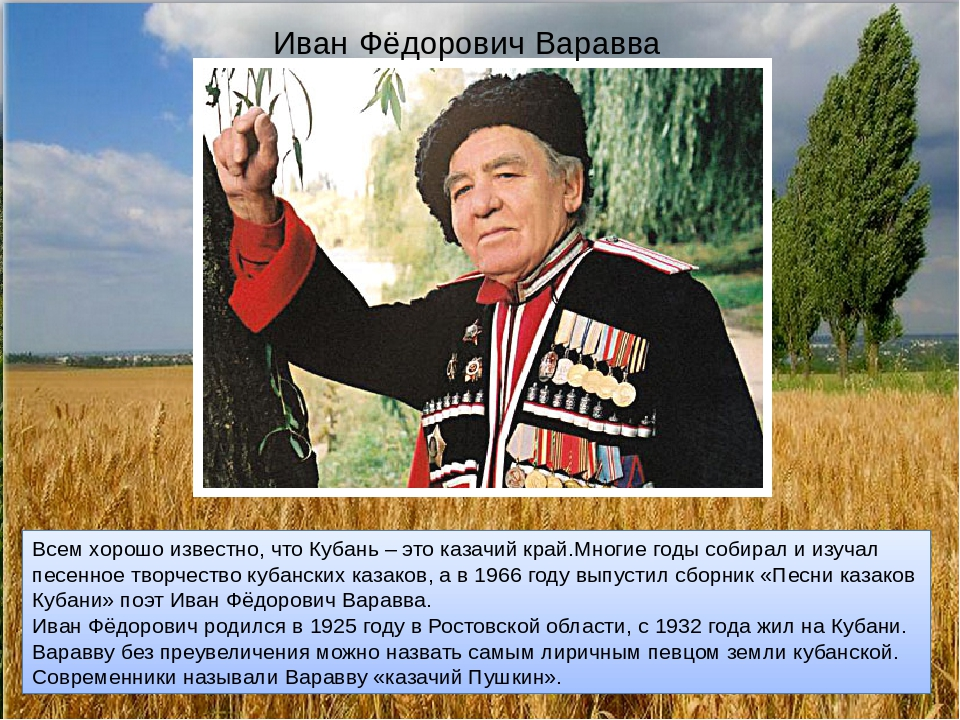 Иван Фёдорович Варавва
Всем хорошо известно, что Кубань – это казачий край.Многие годы собирал и изучал
песенное творчество кубанских казаков, а в 1966 году выпустил сборник «Песни казаков
Кубани» поэт Иван Фёдорович Варавва.
Иван Фёдорович родился в 1925 году в Ростовской области, с 1932 года жил на Кубани.
Варавву без преувеличения можно назвать самым лиричным певцом земли кубанской.
Современники называли Варавву «казачий Пушкин».